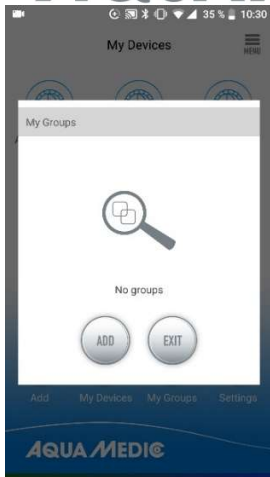 35 % 10:30
My Devices
MENU
My Groups
No groups
ADD EXIT
Add My Devices My Groups Settings
AQUA MEDIC